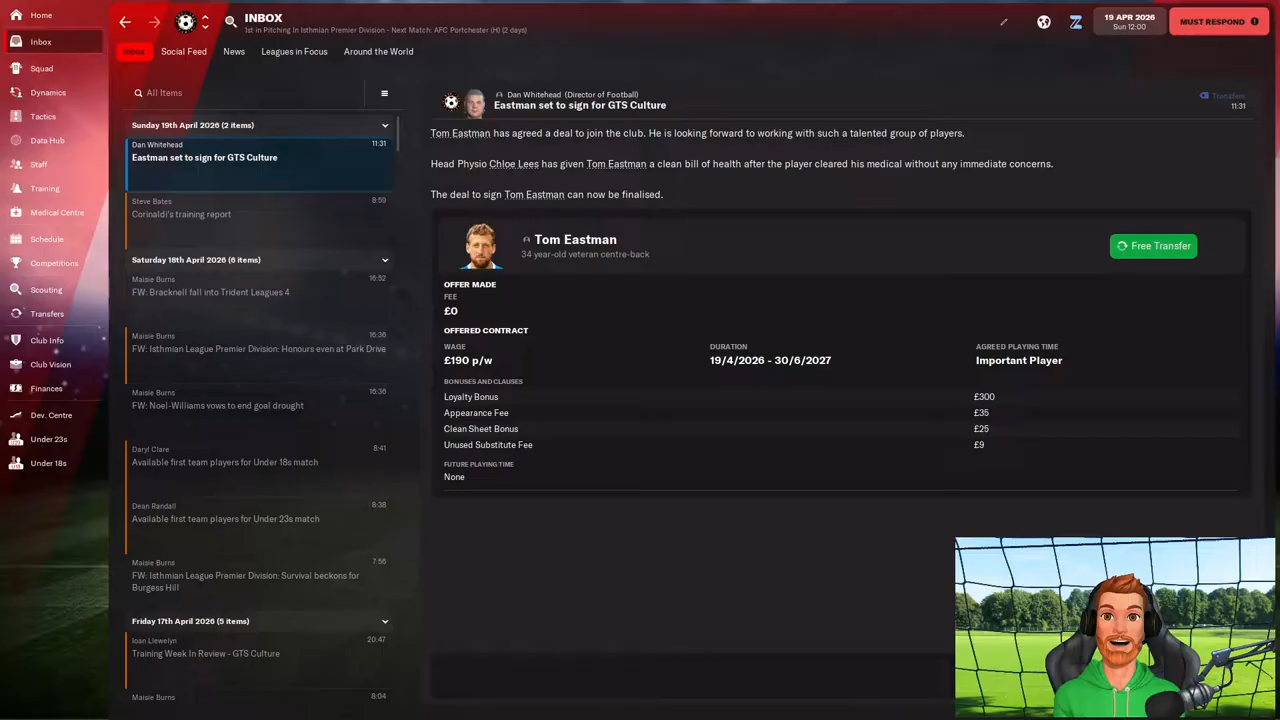 Home
Inbox
Squad
Dynamics
Tactics
Data Hub
Staff
Training
Medical Centre
Schedule
Competitions
Scouting
Transfers
Club Info
Club Vision
Finances
Dev. Centre
Under 23s
Under 18s
INBOX
1st in Pitching In Isthmian Premier Division - Next Match: AFC Portchester (H) (2 days)
19 APR 2026
Sun 12:00
MUST RESPOND
Inbox
Social Feed
News
Leagues in Focus
Around the World
All Items
Sunday 19th April 2026 (2 items)
Dan Whitehead 11:31
Eastman set to sign for GTS Culture
Steve Bates 8:59
Corinaldi's training report
Saturday 18th April 2026 (6 items)
Maisie Burns 16:52
FW: Bracknell fall into Trident Leagues 4
Maisie Burns 16:36
FW: Isthmian League Premier Division: Honours even at Park Drive
Maisie Burns 16:36
FW: Noel-Williams vows to end goal drought
Daryl Clare 8:41
Available first team players for Under 18s match
Dean Randall 8:38
Available first team players for Under 23s match
Maisie Burns 7:56
FW: Isthmian League Premier Division: Survival beckons for
Burgess Hill
Friday 17th April 2026 (5 items)
Ioan Llewelyn 20:47
Training Week In Review - GTS Culture
Maisie Burns 8:04
Dan Whitehead (Director of Football)
Eastman set to sign for GTS Culture
Transfers
11:31
Tom Eastman has agreed a deal to join the club. He is looking forward to working with such a talented group of players.
Head Physio Chloe Lees has given Tom Eastman a clean bill of health after the player cleared his medical without any immediate concerns.
The deal to sign Tom Eastman can now be finalised.
Tom Eastman
34 year-old veteran centre-back
Free Transfer
OFFER MADE
FEE
£0
OFFERED CONTRACT
WAGE DURATION AGREED PLAYING TIME
£190 p/w 19/4/2026 - 30/6/2027 Important Player
BONUSES AND CLAUSES
Loyalty Bonus £300
Appearance Fee £35
Clean Sheet Bonus £25
Unused Substitute Fee £9
FUTURE PLAYING TIME
None